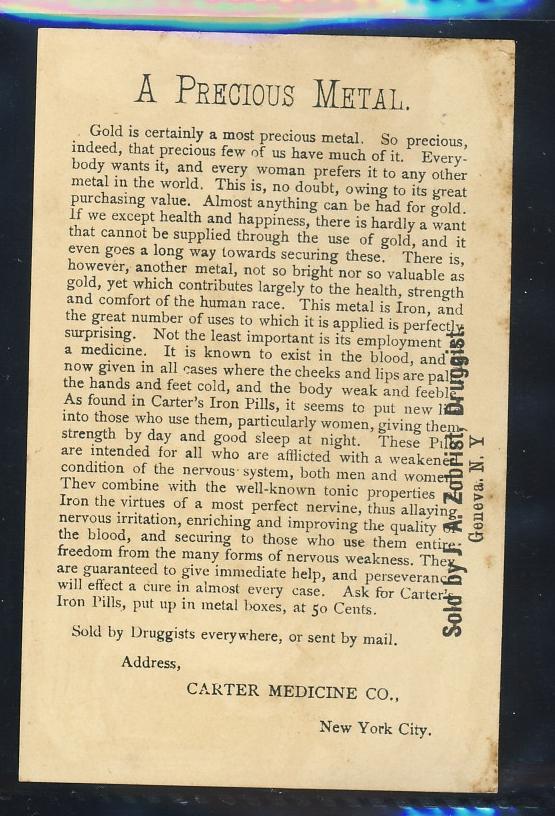 A PRECIOUS METAL.
Gold is certainly a most precious metal. So precious,
indeed, that precious few of us have much of it. Every-
body wants it, and every woman prefers it to any other
metal in the world. This is, no doubt, owing to its great
purchasing value. Almost anything can be had for gold.
If we except health and happiness, there is hardly a want
that cannot be supplied through the use of gold, and it
even goes a long way towards securing these. There is,
however, another metal, not so bright nor so valuable as
gold, yet which contributes largely to the health, strength
and comfort of the human race. This metal is Iron, and
the great number of uses to which it is applied is perfectly
surprising. Not the least important is its employment
a medicine. It is known to exist in the blood, and
now given in all cases where the cheeks and lips are pale
the hands and feet cold, and the body weak and feeble.
As found in Carter's Iron Pills, it seems to put new li
into those who use them, particularly women, giving them
strength by day and good sleep at night. These Pills
are intended for all who are afflicted with a weakened
condition of the nervous system, both men and women
They combine with the well-known tonic properties
Iron the virtues of a most perfect nervine, thus allaying
nervous irritation, enriching and improving the quality
the blood, and securing to those who use them entire
freedom from the many forms of nervous weakness. They
are guaranteed to give immediate help, and perseverance
will effect a cure in almost every case. Ask for Carter's
Iron Pills, put up in metal boxes, at 50 Cents.
Sold by Druggists everywhere, or sent by mail.
Address,
CARTER MEDICINE CO.,
New York City.
Sold by F. A. Zobrist, Druggist.
Geneva. N. Y